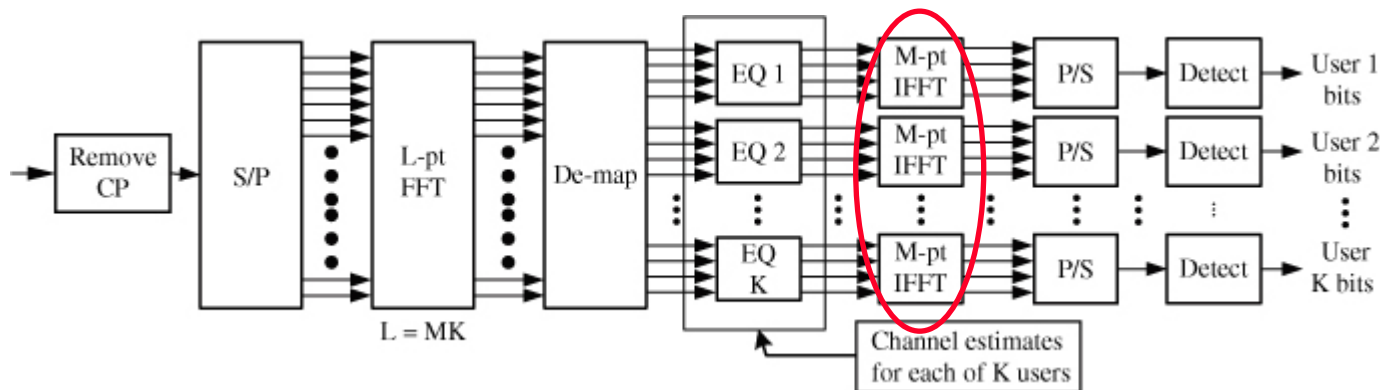 Remove
CP
S/P
L-pt
FFT
L = MK
De-map
EQ 1
EQ 2
EQ
K
M-pt
IFFT
M-pt
IFFT
M-pt
IFFT
P/S
P/S
P/S
Detect
Detect
Detect
User 1
bits
User 2
bits
User
K bits
Channel estimates
for each of K users